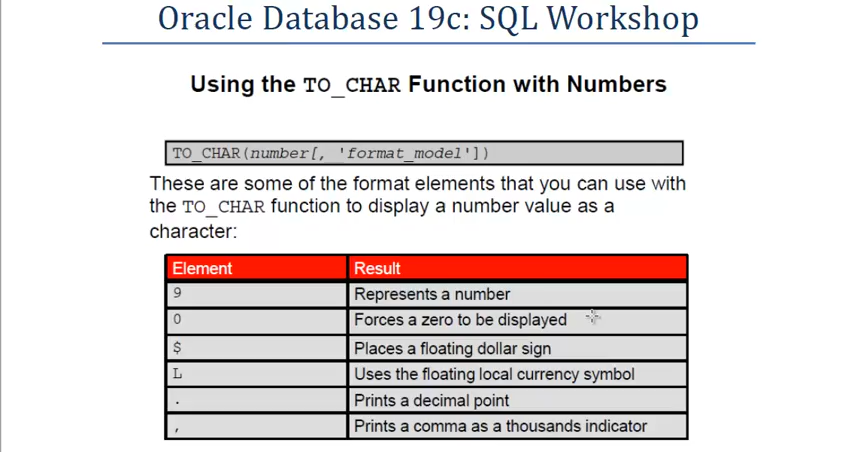 Oracle Database 19c: SQL Workshop
Using the TO_CHAR Function with Numbers
TO_CHAR(number[, 'format_model'])
These are some of the format elements that you can use with
the TO_CHAR function to display a number value as a
character:
Element Result
9 Represents a number
0 Forces a zero to be displayed
$ Places a floating dollar sign
L Uses the floating local currency symbol
. Prints a decimal point
, Prints a comma as a thousands indicator